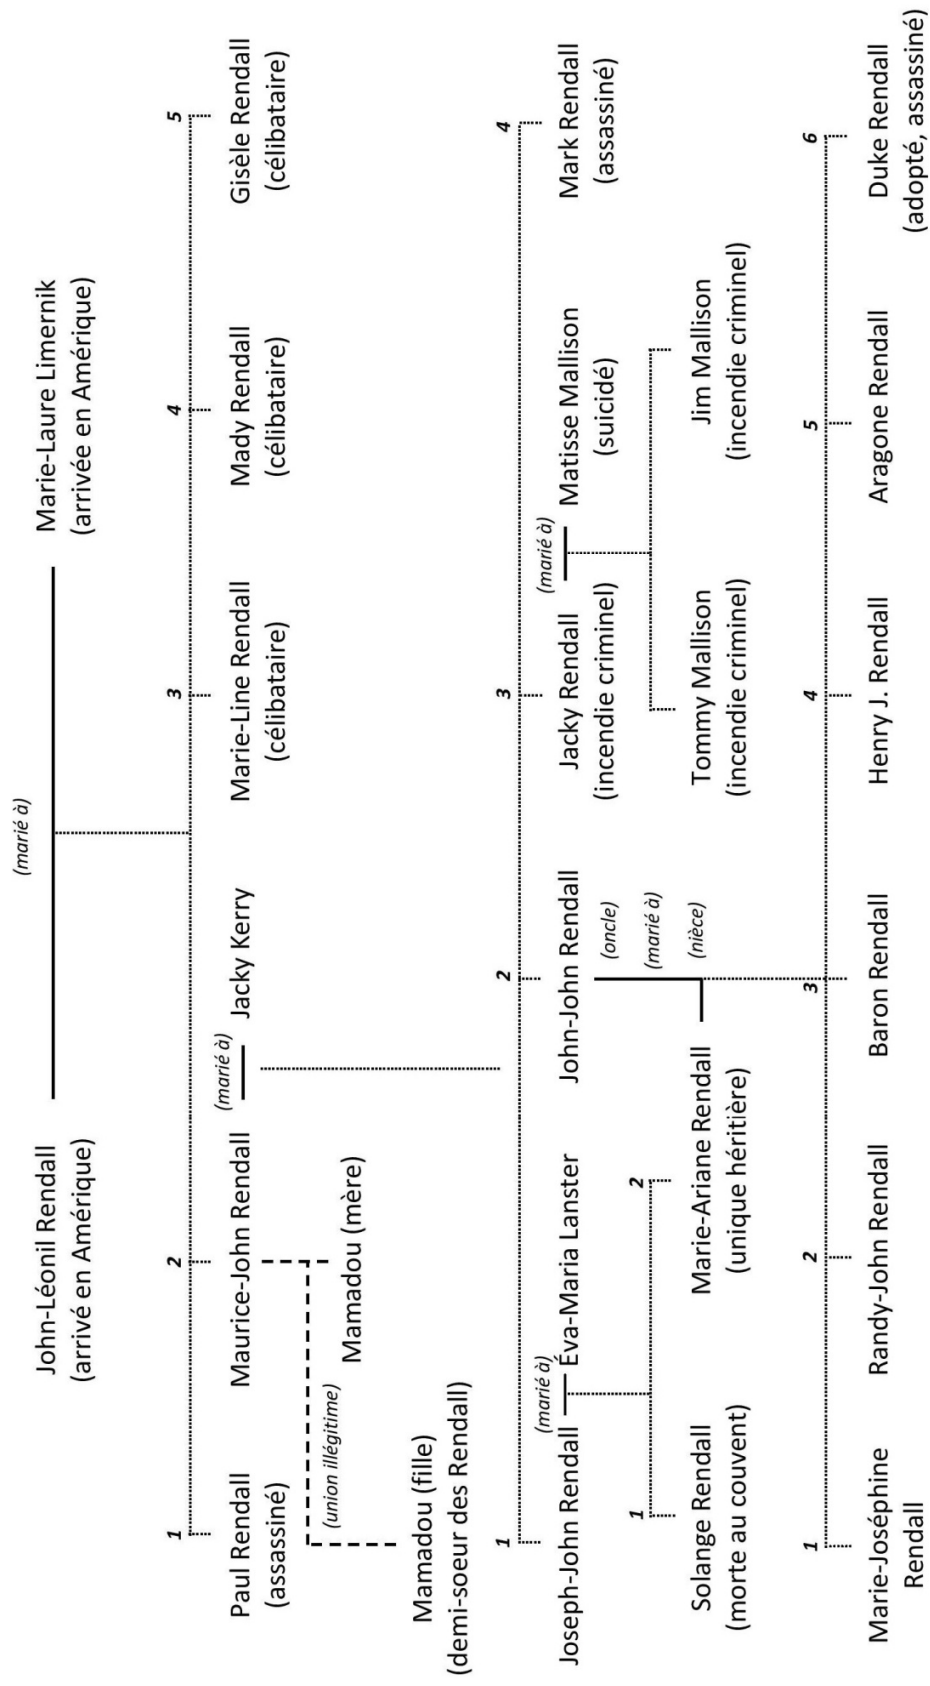 (marié à)
John-Léonil Rendall
(arrivé en Amérique)
Marie-Laure Limernik
(arrivée en Amérique)
1
2
3
4
5
Paul Rendall
(assassiné)
Maurice-John Rendall
(marié à)
Jacky Kerry
Marie-Line Rendall
(célibataire)
Mady Rendall
(célibataire)
Gisèle Rendall
(célibataire)
(union illégitime)
Mamadou (mère)
Mamadou (fille)
(demi-soeur des Rendall)
1
2
3
4
Joseph-John Rendall
(marié à)
Éva-Maria Lanster
John-John Rendall
(oncle)
(marié à)
(nièce)
Jacky Rendall
(incendie criminel)
(marié à)
Matisse Mallison
(suicidé)
Mark Rendall
(assassiné)
1
2
Solange Rendall
(morte au couvent)
Marie-Ariane Rendall
(unique héritière)
Tommy Mallison
(incendie criminel)
Jim Mallison
(incendie criminel)
1
2
3
4
5
6
Marie-Joséphine
Rendall
Randy-John Rendall
Baron Rendall
Henry J. Rendall
Aragone Rendall
Duke Rendall
(adopté, assassiné)